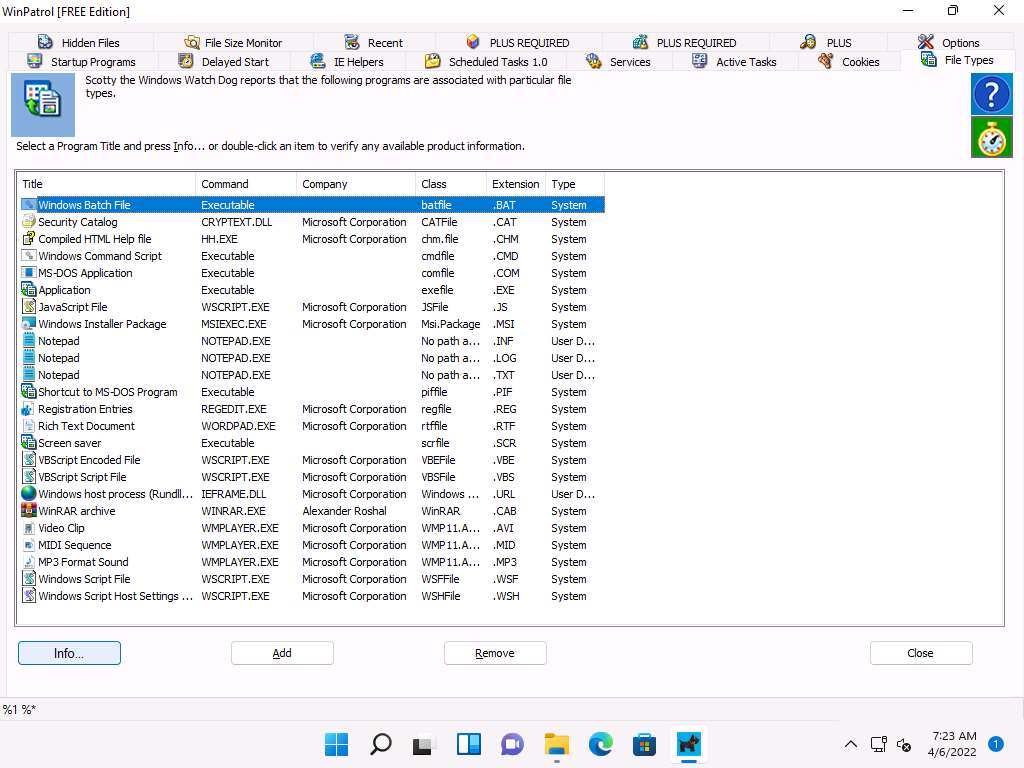 WinPatrol [FREE Edition]
Hidden Files File Size Monitor Recent PLUS REQUIRED PLUS REQUIRED PLUS Options
Startup Programs Delayed Start IE Helpers Scheduled Tasks 1.0 Services Active Tasks Cookies File Types
Scotty the Windows Watch Dog reports that the following programs are associated with particular file
types.
Select a Program Title and press Info... or double-click an item to verify any available product information.
Title Command Company Class Extension Type
Windows Batch File Executable batfile .BAT System
Security Catalog CRYPTEXT.DLL Microsoft Corporation CATFile .CAT System
Compiled HTML Help file HH.EXE Microsoft Corporation chm.file .CHM System
Windows Command Script Executable cmdfile .CMD System
MS-DOS Application Executable comfile .COM System
Application Executable exefile .EXE System
JavaScript File WSCRIPT.EXE Microsoft Corporation JSFile .JS System
Windows Installer Package MSIEXEC.EXE Microsoft Corporation Msi.Package .MSI System
Notepad NOTEPAD.EXE No path a... .INF User D...
Notepad NOTEPAD.EXE No path a... .LOG User D...
Notepad NOTEPAD.EXE No path a... .TXT User D...
Shortcut to MS-DOS Program Executable piffile .PIF System
Registration Entries REGEDIT.EXE Microsoft Corporation regfile .REG System
Rich Text Document WORDPAD.EXE Microsoft Corporation rtffile .RTF System
Screen saver Executable scrfile .SCR System
VBScript Encoded File WSCRIPT.EXE Microsoft Corporation VBEFile .VBE System
VBScript Script File WSCRIPT.EXE Microsoft Corporation VBSFile .VBS System
Windows host process (Rundll... IEFRAME.DLL Windows ... .URL User D...
WinRAR archive WINRAR.EXE Alexander Roshal WinRAR .CAB System
Video Clip WMPLAYER.EXE Microsoft Corporation WMP11.A... .AVI System
MIDI Sequence WMPLAYER.EXE Microsoft Corporation WMP11.A... .MID System
MP3 Format Sound WMPLAYER.EXE Microsoft Corporation WMP11.A... .MP3 System
Windows Script File WSCRIPT.EXE Microsoft Corporation WSFFile .WSF System
Windows Script Host Settings ... WSCRIPT.EXE Microsoft Corporation WSHFile .WSH System
Info... Add Remove Close
%1 %*
7:23 AM
4/6/2022
1